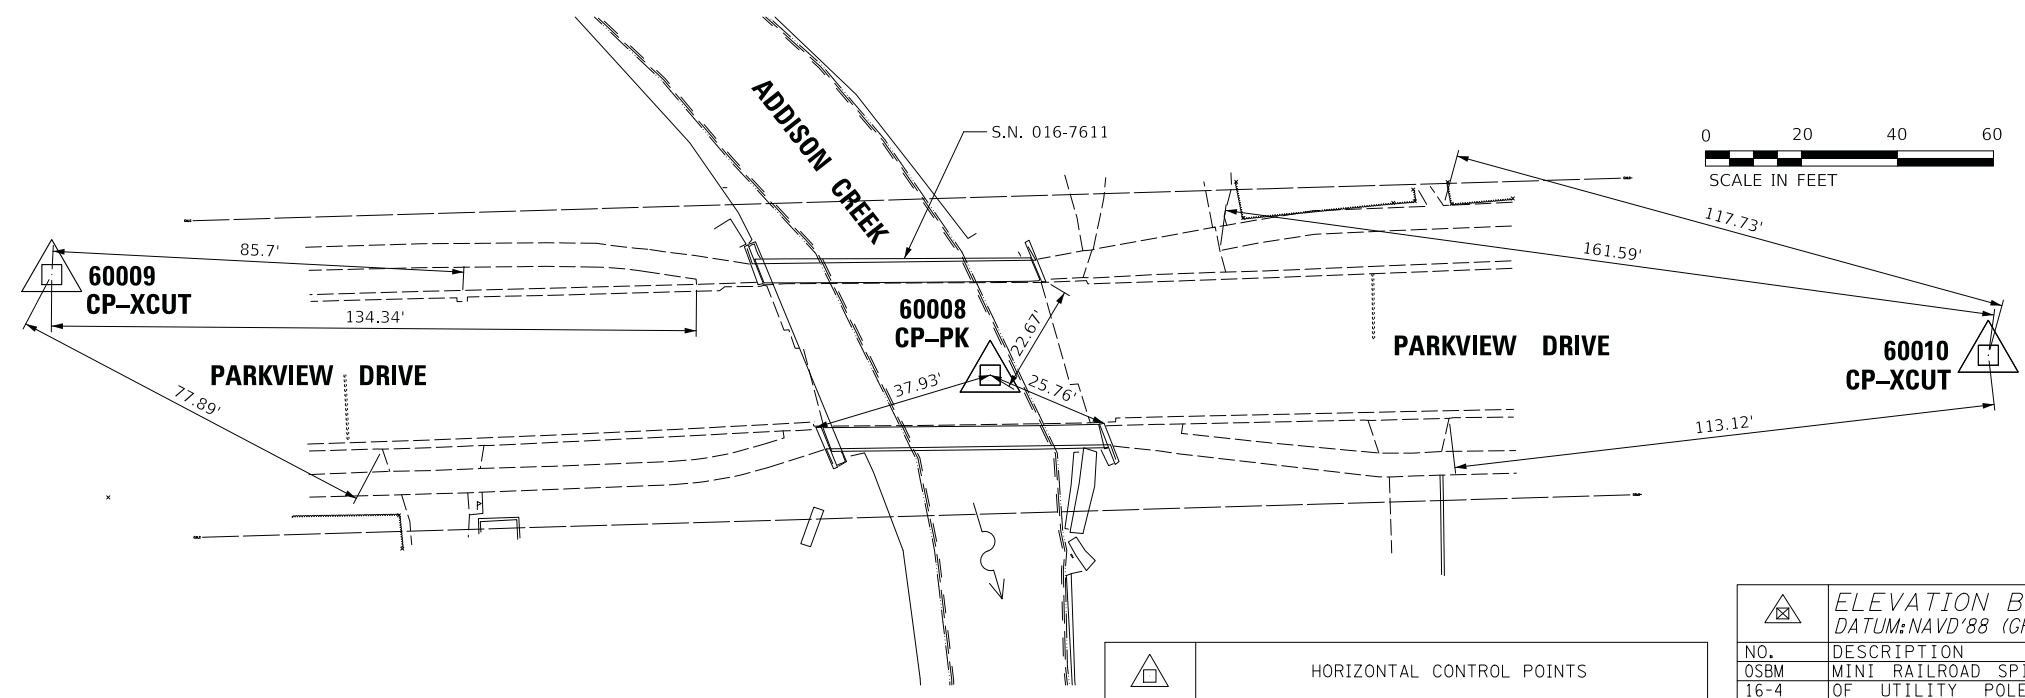 ADDISON CREEK
S.N. 016-7611
0 20 40 60
SCALE IN FEET
117.73'
161.59'
85.7'
60009
CP–XCUT
134.34'
60008
CP–PK
22.67'
PARKVIEW DRIVE
60010
CP–XCUT
PARKVIEW DRIVE
77.89'
37.93'
25.76'
113.12'
HORIZONTAL CONTROL POINTS
ELEVATION B
DATUM: NAVD'88 (G
NO. DESCRIPTION
0SBM MINI RAILROAD SPI
16-4 OF UTILITY POLE